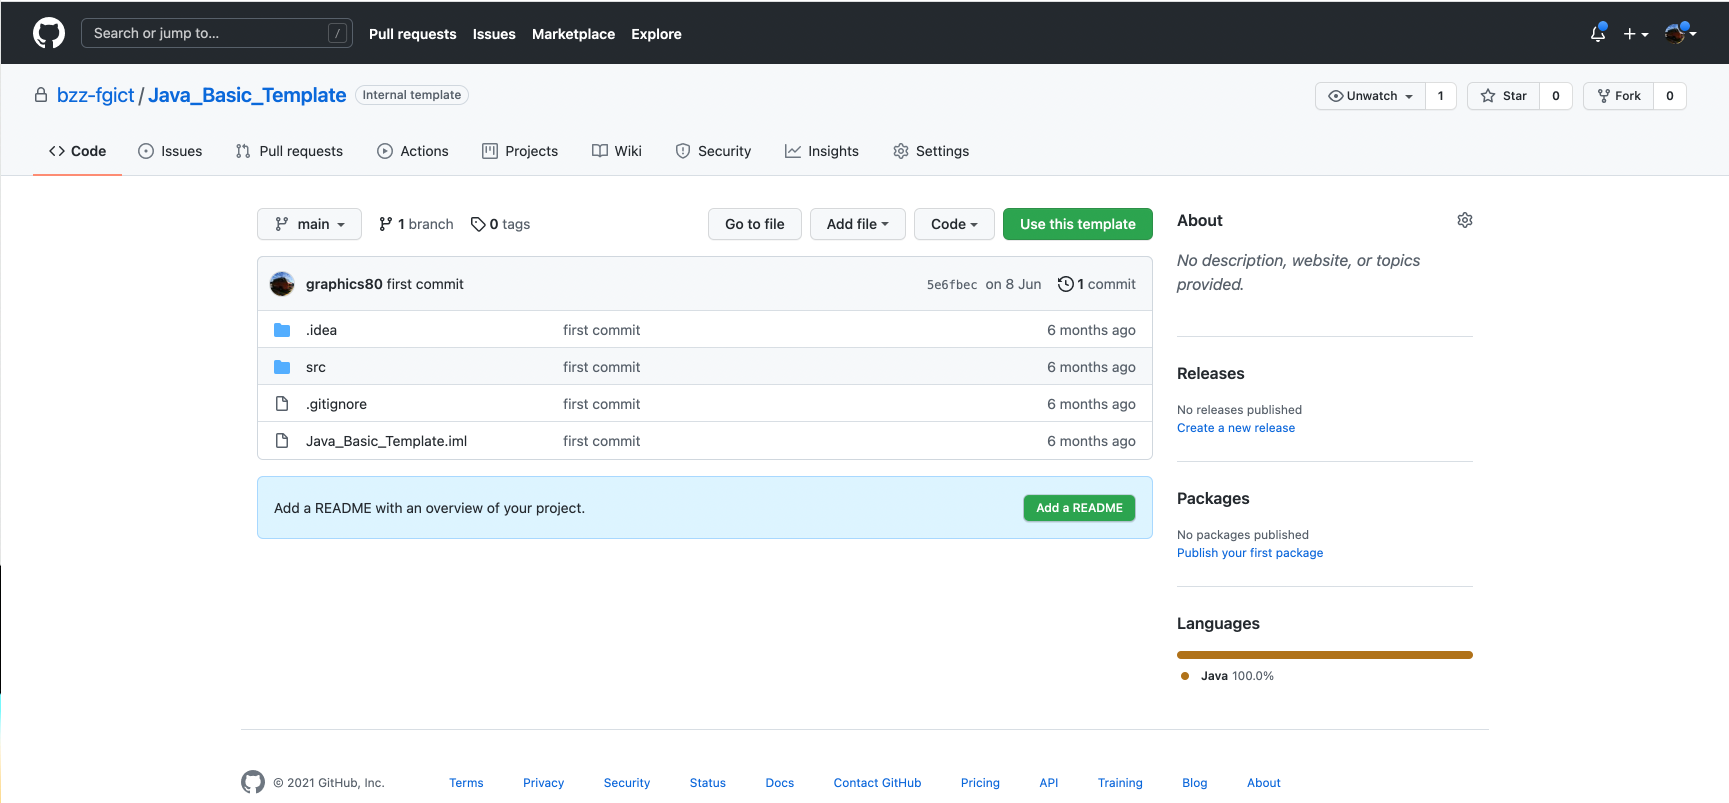 Search or jump to... / Pull requests Issues Marketplace Explore
bzz-fgict / Java_Basic_Template Internal template Unwatch 1 Star 0 Fork 0
Code Issues Pull requests Actions Projects Wiki Security Insights Settings
main 1 branch 0 tags Go to file Add file Code Use this template
graphics80 first commit 5e6fbec on 8 Jun 1 commit
.idea first commit 6 months ago
src first commit 6 months ago
.gitignore first commit 6 months ago
Java_Basic_Template.iml first commit 6 months ago
Add a README with an overview of your project. Add a README
About
No description, website, or topics
provided.
Releases
No releases published
Create a new release
Packages
No packages published
Publish your first package
Languages
Java 100.0%
© 2021 GitHub, Inc. Terms Privacy Security Status Docs Contact GitHub Pricing API Training Blog About